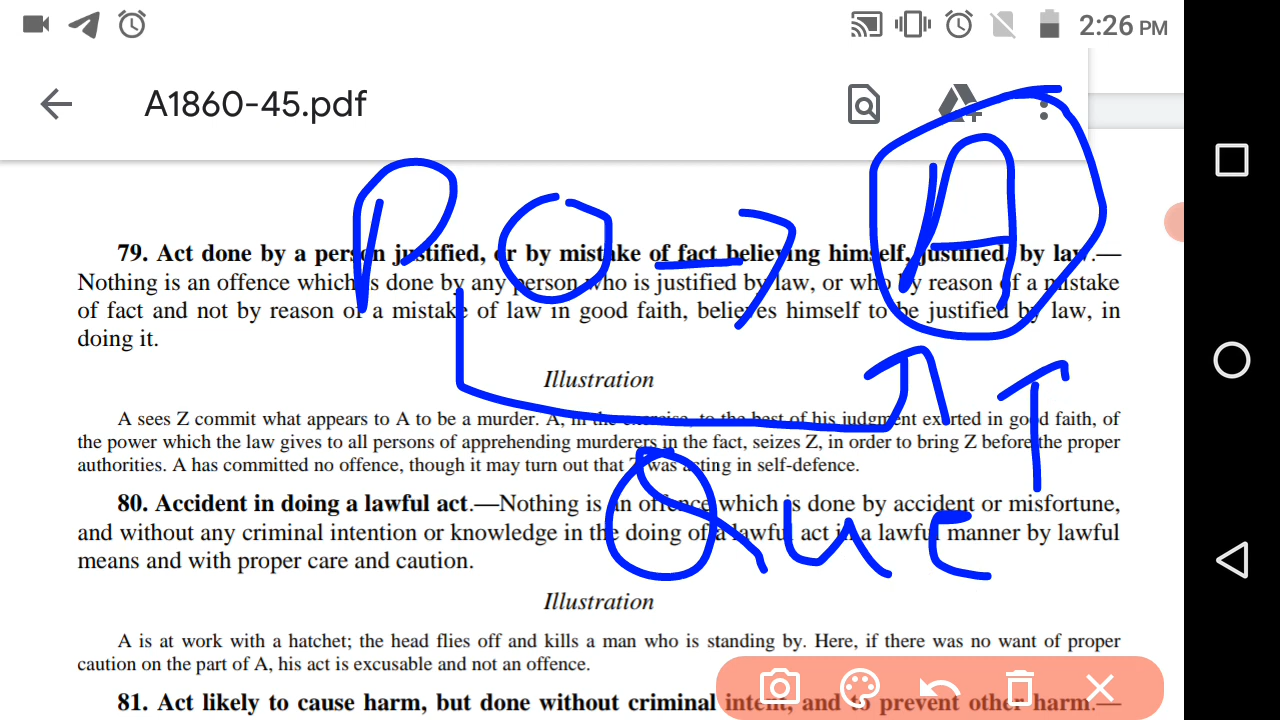 2:26 PM
A1860-45.pdf
P O A
79. Act done by a person justified, or by mistake of fact believing himself, justified, by law.—
Nothing is an offence which is done by any person who is justified by law, or who by reason of a mistake
of fact and not by reason of a mistake of law in good faith, believes himself to be justified by law, in
doing it.
Illustration
A sees Z commit what appears to A to be a murder. A, in the exercise, to the best of his judgment exerted in good faith, of
the power which the law gives to all persons of apprehending murderers in the fact, seizes Z, in order to bring Z before the proper
authorities. A has committed no offence, though it may turn out that Z was acting in self-defence.
80. Accident in doing a lawful act.—Nothing is an offence which is done by accident or misfortune,
and without any criminal intention or knowledge in the doing of a lawful act in a lawful manner by lawful
means and with proper care and caution.
Illustration
A is at work with a hatchet; the head flies off and kills a man who is standing by. Here, if there was no want of proper
caution on the part of A, his act is excusable and not an offence.
81. Act likely to cause harm, but done without criminal intent, and to prevent other harm.—